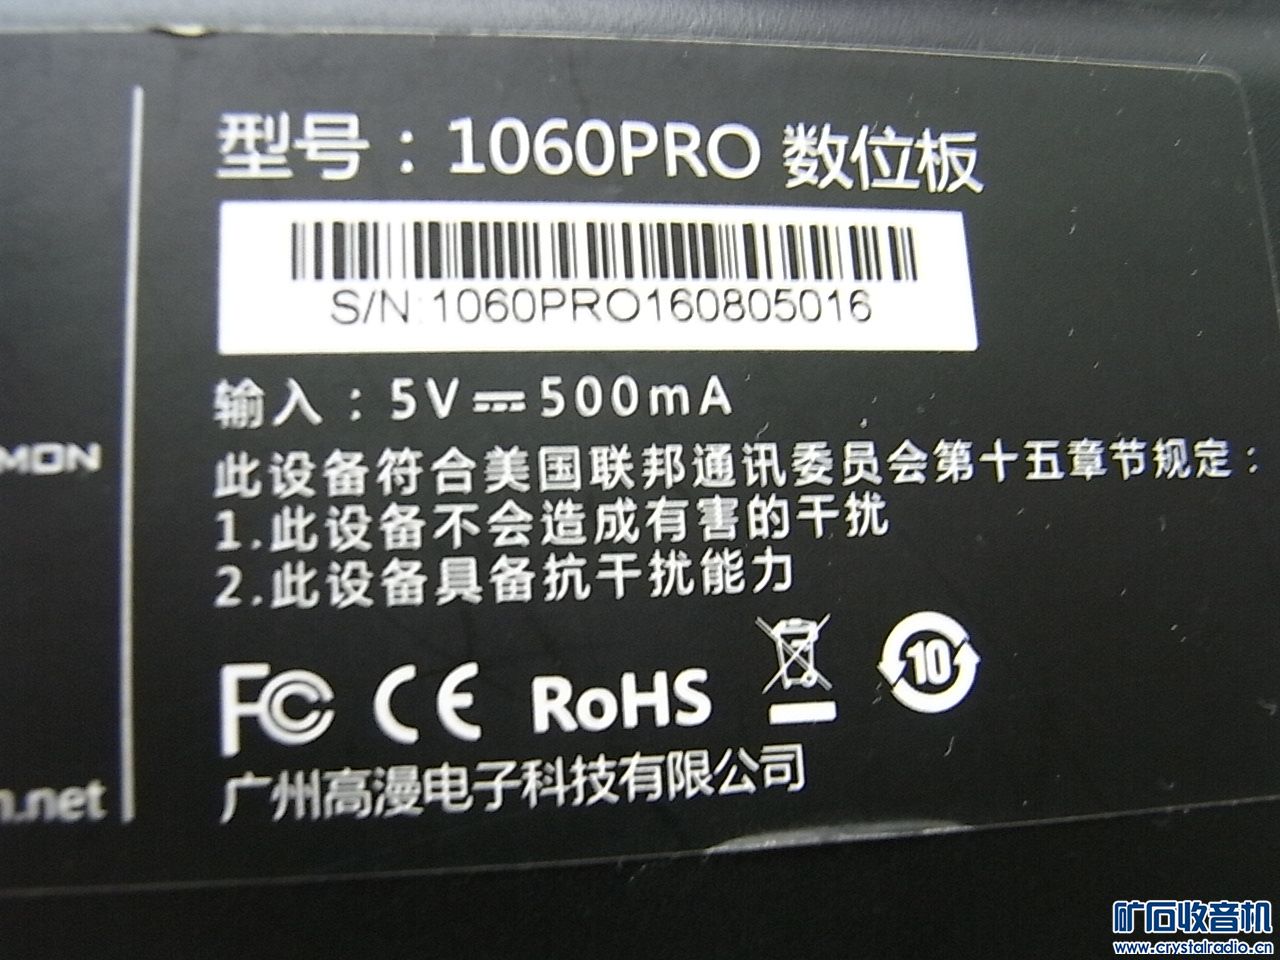 型号：1060PRO 数位板
S/N:1060PRO160805016
输入：5V⎓500mA
此设备符合美国联邦通讯委员会第十五章节规定：
1.此设备不会造成有害的干扰
2.此设备具备抗干扰能力
FC CE RoHS 10
广州高漫电子科技有限公司
MON
.net
矿石收音机
www.crystalradio.cn